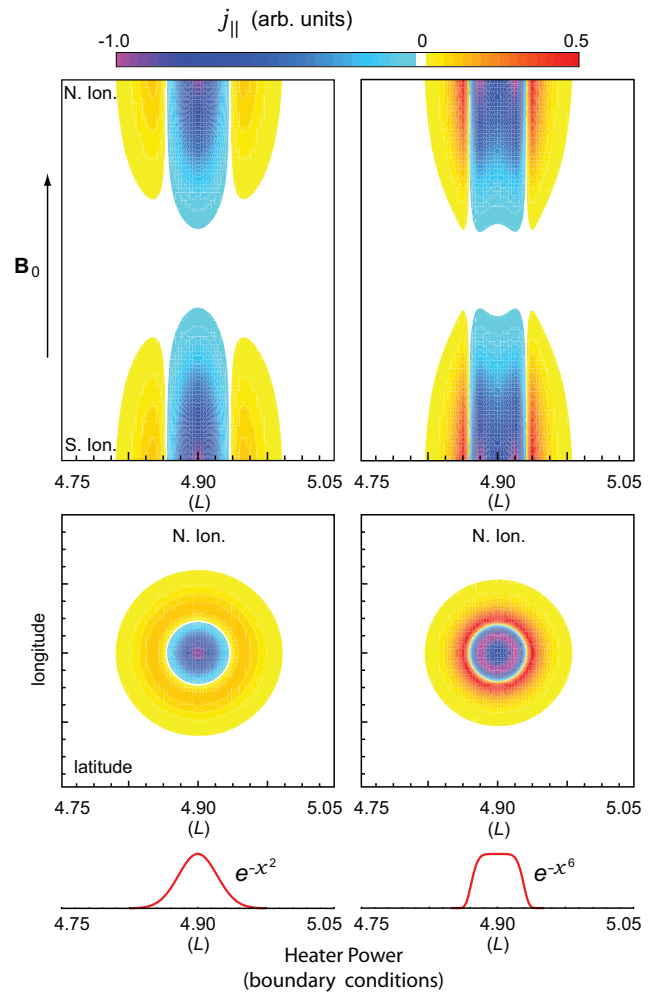 j|| (arb. units)
-1.0 0 0.5
N. Ion.
B0
S. Ion.
4.75 4.90 5.05 4.75 4.90 5.05
(L) (L)
N. Ion. N. Ion.
longitude
latitude
4.75 4.90 5.05 4.75 4.90 5.05
(L) (L)
e-x2 e-x6
4.75 4.90 5.05 4.75 4.90 5.05
(L) (L)
Heater Power
(boundary conditions)